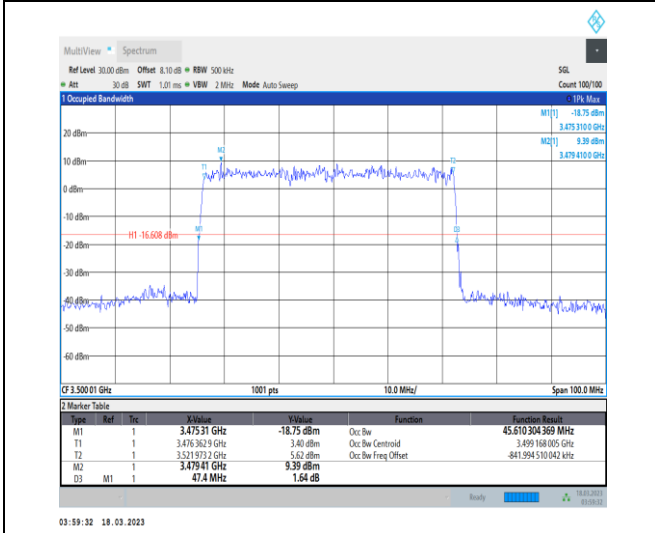 MultiView Spectrum
Ref Level 30.00 dBm Offset 8.10 dB RBW 500 kHz SGL
Att 30 dB SWT 1.01 ms VBW 2 MHz Mode Auto Sweep Count 100/100
1 Occupied Bandwidth 1Pk Max
M1[1] -18.75 dBm
3.475 310 0 GHz
M2[1] 9.39 dBm
3.479 410 0 GHz
20 dBm
M2
10 dBm
T1
T2
0 dBm
-10 dBm
M1
D3
H1 -16.608 dBm
-20 dBm
-30 dBm
-40 dBm
-50 dBm
-60 dBm
CF 3.500 01 GHz 1001 pts 10.0 MHz/ Span 100.0 MHz
2 Marker Table
Type Ref Trc X-Value Y-Value Function Function Result
M1 1 3.475 31 GHz -18.75 dBm Occ Bw 45.610 304 369 MHz
T1 1 3.476 362 9 GHz 3.40 dBm Occ Bw Centroid 3.499 168 005 GHz
T2 1 3.521 973 2 GHz 5.62 dBm Occ Bw Freq Offset -841.994 510 042 kHz
M2 1 3.479 41 GHz 9.39 dBm
D3 M1 1 47.4 MHz 1.64 dB
Ready 18.03.2023
03:59:32
03:59:32 18.03.2023